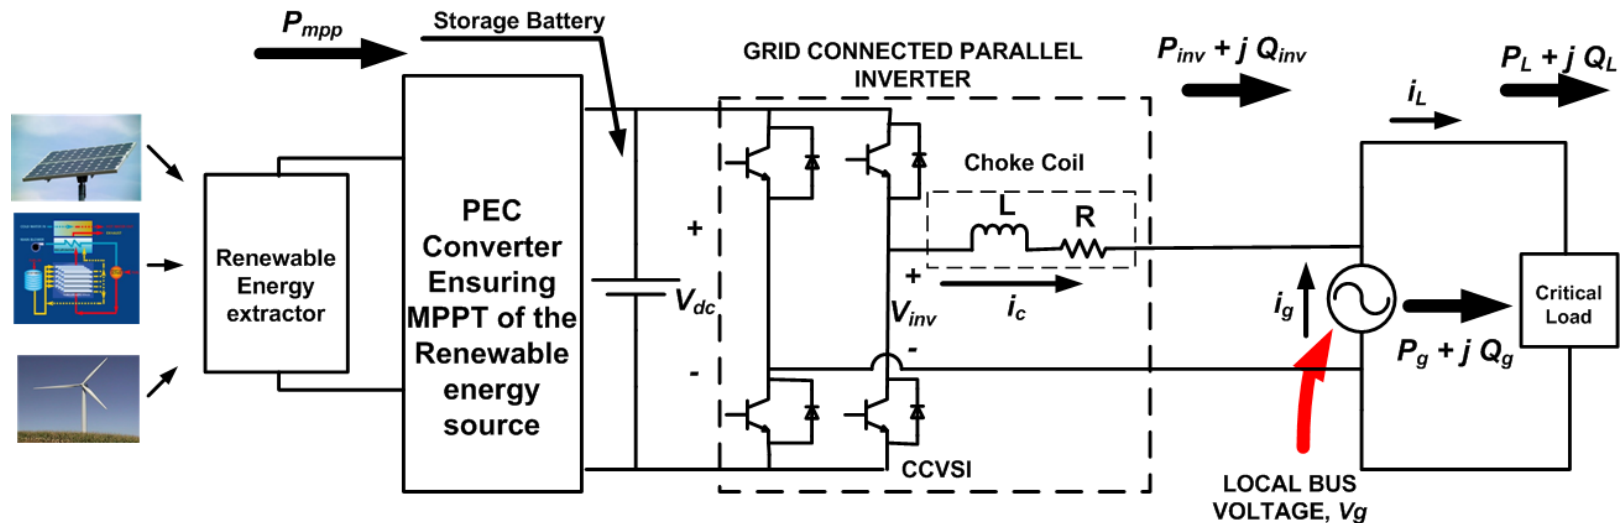 P_mpp
Storage Battery
GRID CONNECTED PARALLEL
INVERTER
P_inv + j Q_inv
P_L + j Q_L
i_L
Renewable
Energy
extractor
PEC
Converter
Ensuring
MPPT of the
Renewable
energy
source
+
V_dc
-
Choke Coil
L
R
+
V_inv
-
i_c
CCVSI
i_g
P_g + j Q_g
Critical
Load
LOCAL BUS
VOLTAGE, Vg